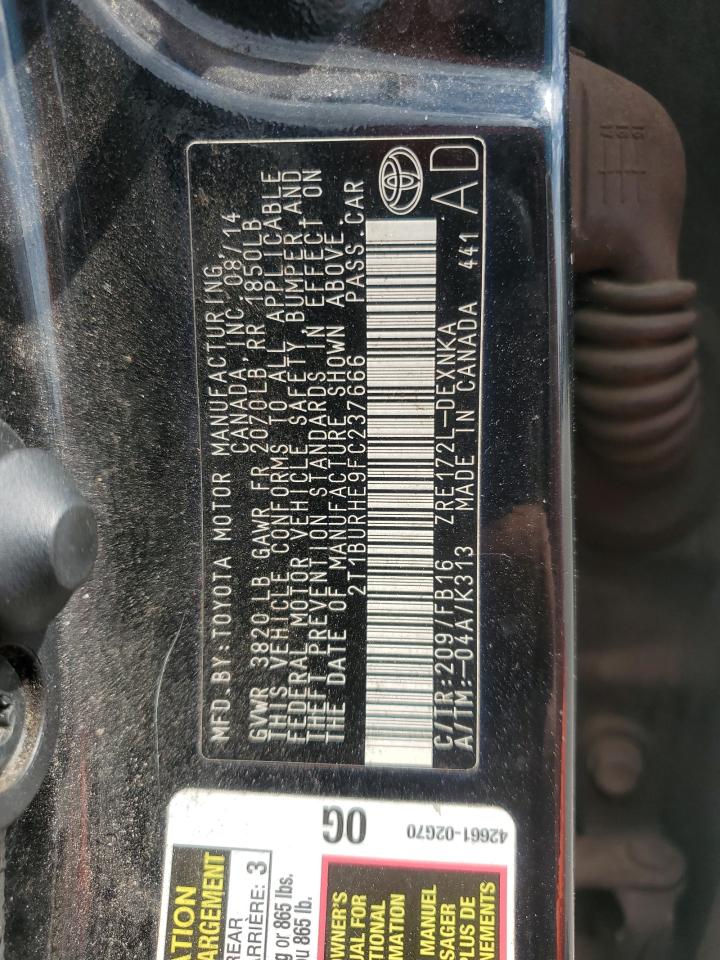 MFD.BY:TOYOTA MOTOR MANUFACTURING
CANADA, INC 08/14
GVWR 3820LB GAWR FR 2070LB RR 1850LB
THIS VEHICLE CONFORMS TO ALL APPLICABLE
FEDERAL MOTOR VEHICLE SAFETY, BUMPER AND
THEFT PREVENTION STANDARDS IN EFFECT ON
THE DATE OF MANUFACTURE SHOWN ABOVE
2T1BURHE9FC237666 PASS.CAR
C/TR:209/FB16 ZRE172L-DEXNKA
A/TM:-04A/K313 MADE IN CANADA 441
AD
ATION
ARGEMENT
REAR
ARRIÈRE: 3
g or 865 lbs.
ou 865 lb.
0G
42661-02G70
OWNER'S
UAL FOR
TIONAL
MATION
MANUEL
SAGER
PLUS DE
NEMENTS